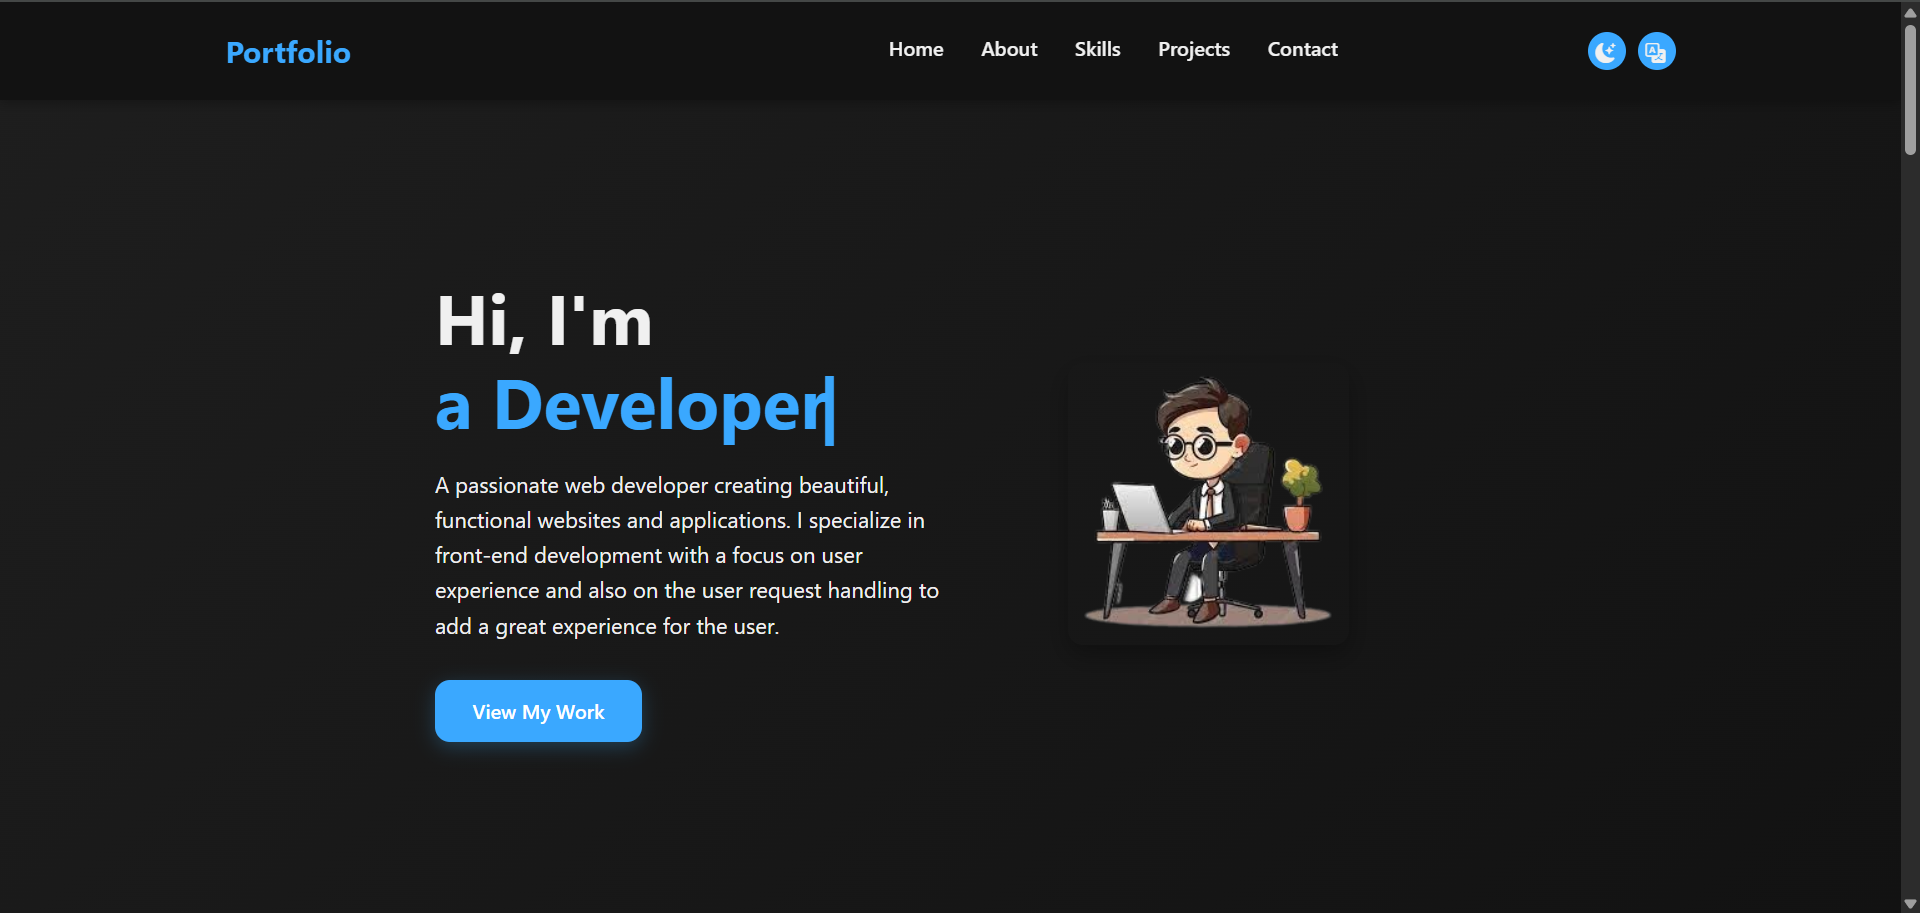 Portfolio
Home About Skills Projects Contact
Hi, I'm
a Developer
A passionate web developer creating beautiful,
functional websites and applications. I specialize in
front-end development with a focus on user
experience and also on the user request handling to
add a great experience for the user.
View My Work